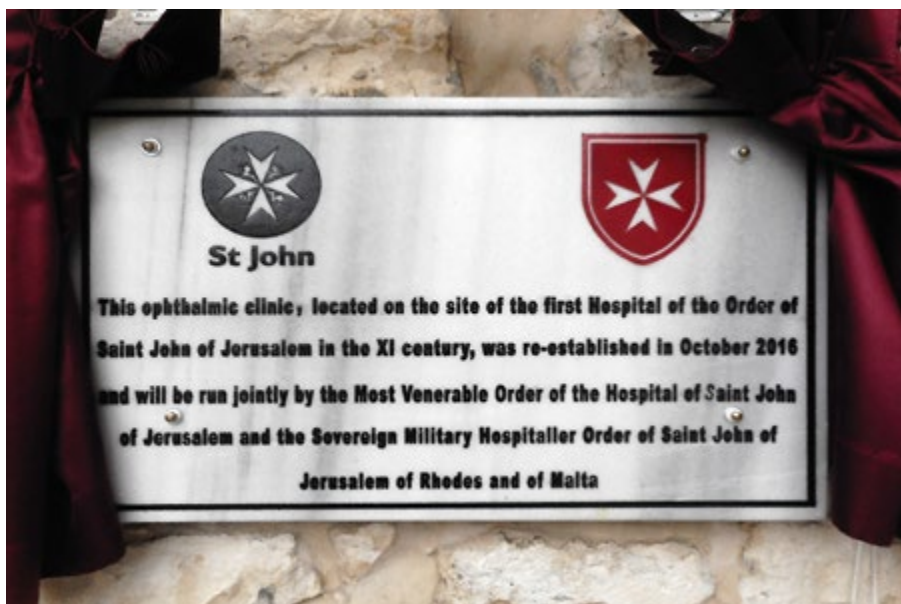 St John
This ophthalmic clinic, located on the site of the first Hospital of the Order of
Saint John of Jerusalem in the XI century, was re-established in October 2016
and will be run jointly by the Most Venerable Order of the Hospital of Saint John
of Jerusalem and the Sovereign Military Hospitaller Order of Saint John of
Jerusalem of Rhodes and of Malta